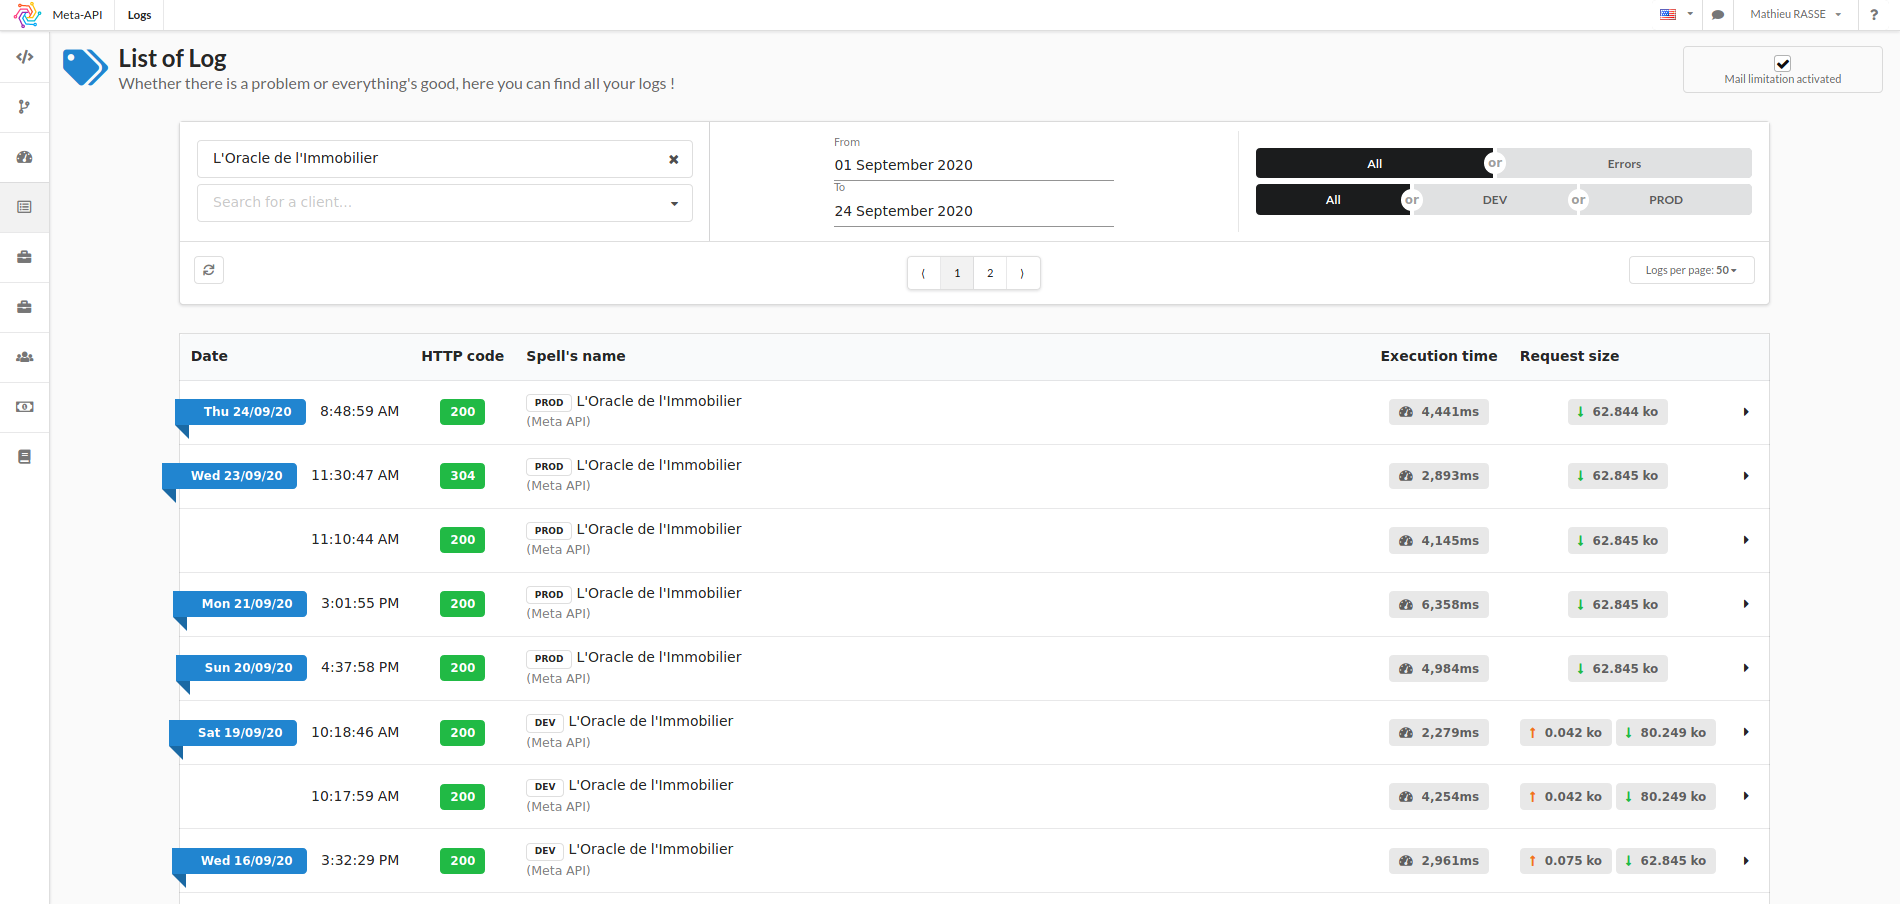 Meta-API Logs Mathieu RASSE ?
List of Log
Whether there is a problem or everything's good, here you can find all your logs !
Mail limitation activated
L'Oracle de l'Immobilier
Search for a client...
From
01 September 2020
To
24 September 2020
All or Errors
All or DEV or PROD
⟨ 1 2 ⟩
Logs per page: 50
Date HTTP code Spell's name Execution time Request size
Thu 24/09/20 8:48:59 AM 200 PROD L'Oracle de l'Immobilier 4,441ms 62.844 ko
(Meta API)
Wed 23/09/20 11:30:47 AM 304 PROD L'Oracle de l'Immobilier 2,893ms 62.845 ko
(Meta API)
11:10:44 AM 200 PROD L'Oracle de l'Immobilier 4,145ms 62.845 ko
(Meta API)
Mon 21/09/20 3:01:55 PM 200 PROD L'Oracle de l'Immobilier 6,358ms 62.845 ko
(Meta API)
Sun 20/09/20 4:37:58 PM 200 PROD L'Oracle de l'Immobilier 4,984ms 62.845 ko
(Meta API)
Sat 19/09/20 10:18:46 AM 200 DEV L'Oracle de l'Immobilier 2,279ms 0.042 ko 80.249 ko
(Meta API)
10:17:59 AM 200 DEV L'Oracle de l'Immobilier 4,254ms 0.042 ko 80.249 ko
(Meta API)
Wed 16/09/20 3:32:29 PM 200 DEV L'Oracle de l'Immobilier 2,961ms 0.075 ko 62.845 ko
(Meta API)